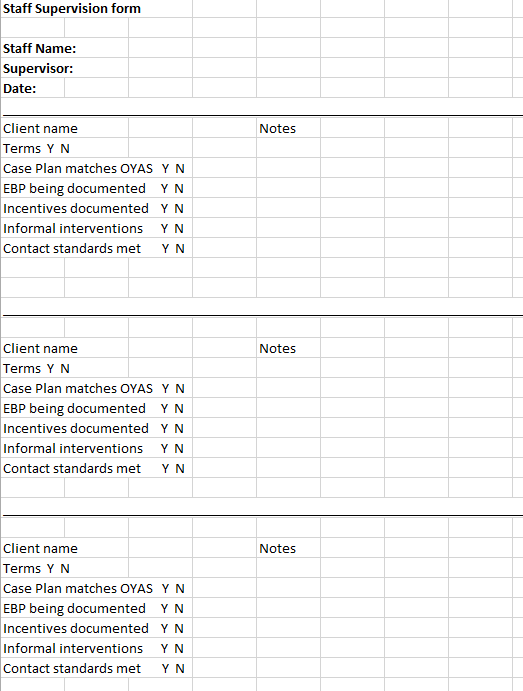 Staff Supervision form
Staff Name:
Supervisor:
Date:
Client name Notes
Terms Y N
Case Plan matches OYAS Y N
EBP being documented Y N
Incentives documented Y N
Informal interventions Y N
Contact standards met Y N
Client name Notes
Terms Y N
Case Plan matches OYAS Y N
EBP being documented Y N
Incentives documented Y N
Informal interventions Y N
Contact standards met Y N
Client name Notes
Terms Y N
Case Plan matches OYAS Y N
EBP being documented Y N
Incentives documented Y N
Informal interventions Y N
Contact standards met Y N